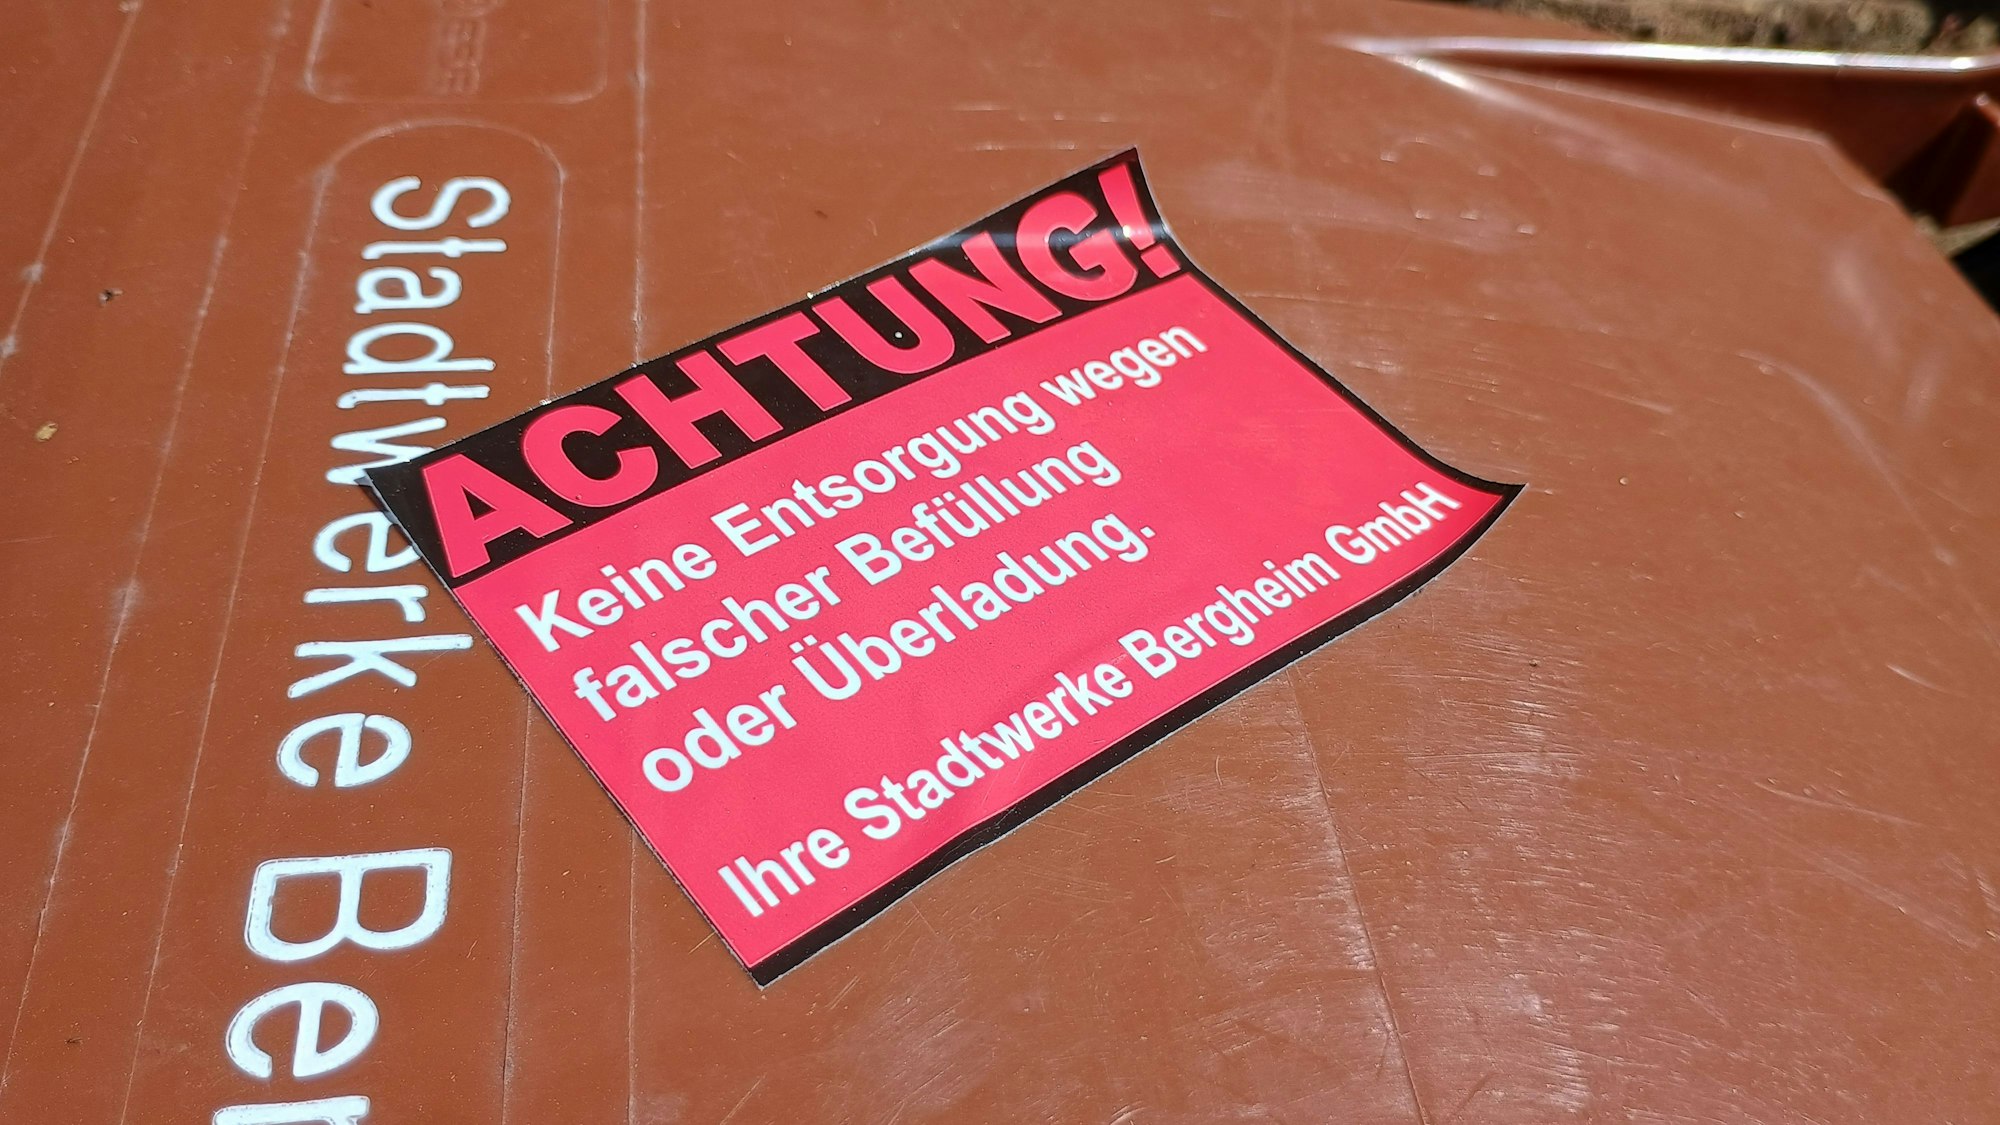 Stadtwerke Ber
ACHTUNG!
Keine Entsorgung wegen
falscher Befüllung
oder Überladung.
Ihre Stadtwerke Bergheim GmbH